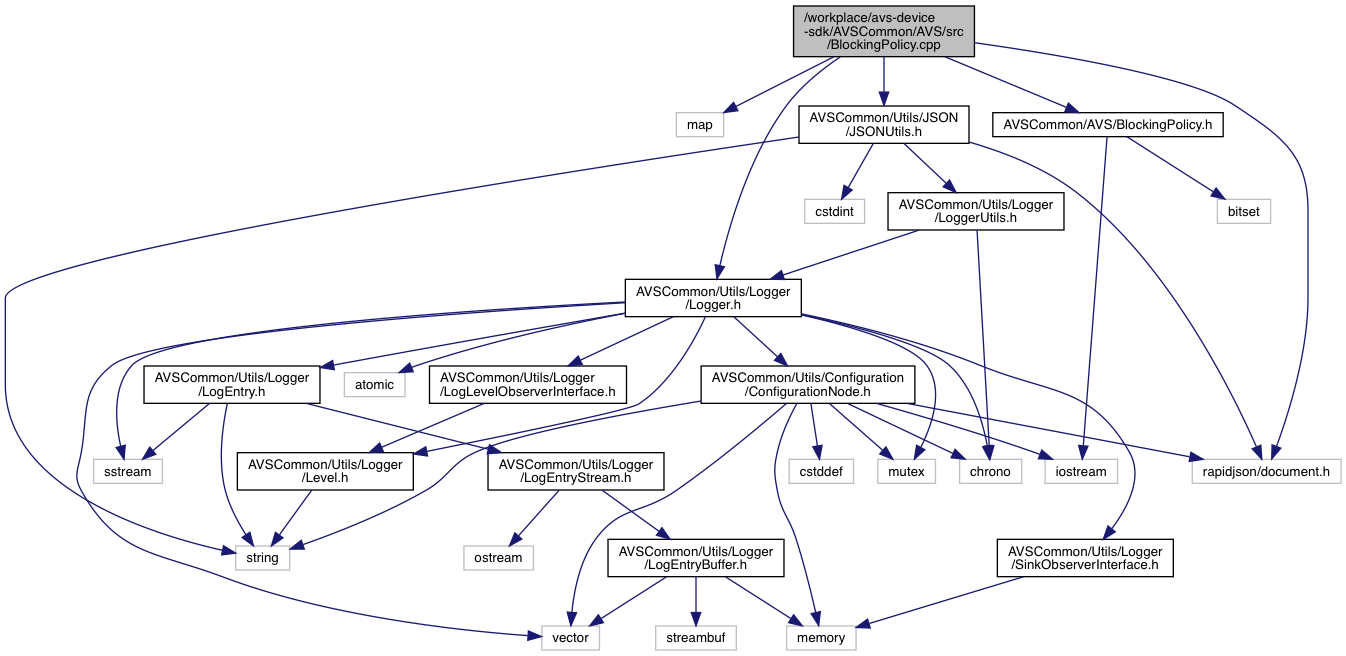 /workplace/avs-device
-sdk/AVSCommon/AVS/src
/BlockingPolicy.cpp
map
AVSCommon/Utils/JSON
/JSONUtils.h
AVSCommon/AVS/BlockingPolicy.h
cstdint
AVSCommon/Utils/Logger
/LoggerUtils.h
bitset
AVSCommon/Utils/Logger
/Logger.h
AVSCommon/Utils/Logger
/LogEntry.h
atomic
AVSCommon/Utils/Logger
/LogLevelObserverInterface.h
AVSCommon/Utils/Configuration
/ConfigurationNode.h
sstream
AVSCommon/Utils/Logger
/Level.h
AVSCommon/Utils/Logger
/LogEntryStream.h
cstddef
mutex
chrono
iostream
rapidjson/document.h
string
ostream
AVSCommon/Utils/Logger
/LogEntryBuffer.h
AVSCommon/Utils/Logger
/SinkObserverInterface.h
vector
streambuf
memory